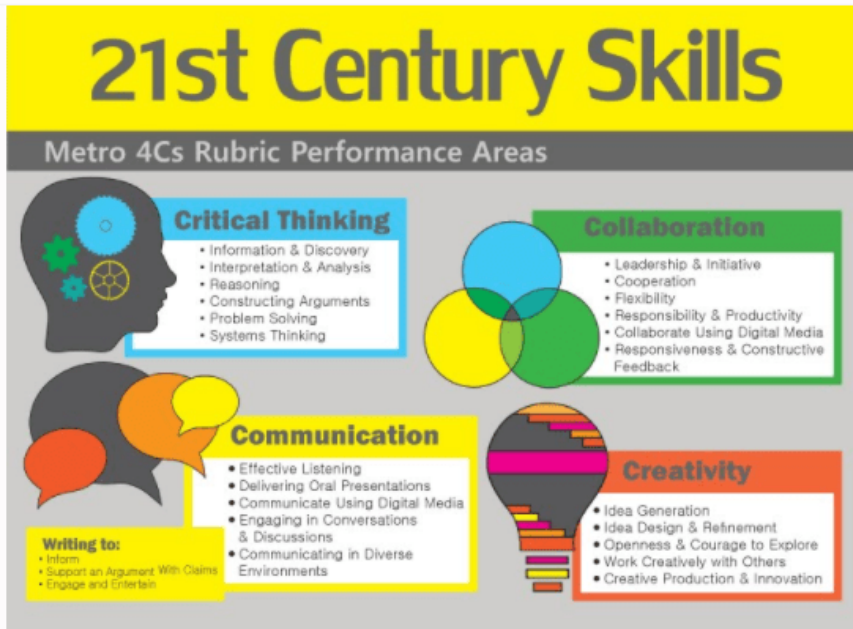 21st Century Skills
Metro 4Cs Rubric Performance Areas
Critical Thinking
• Information & Discovery
• Interpretation & Analysis
• Reasoning
• Constructing Arguments
• Problem Solving
• Systems Thinking
Collaboration
• Leadership & Initiative
• Cooperation
• Flexibility
• Responsibility & Productivity
• Collaborate Using Digital Media
• Responsiveness & Constructive
Feedback
Communication
• Effective Listening
• Delivering Oral Presentations
• Communicate Using Digital Media
• Engaging in Conversations
& Discussions
• Communicating in Diverse
Environments
Writing to:
• Inform
• Support an Argument With Claims
• Engage and Entertain
Creativity
• Idea Generation
• Idea Design & Refinement
• Openness & Courage to Explore
• Work Creatively with Others
• Creative Production & Innovation